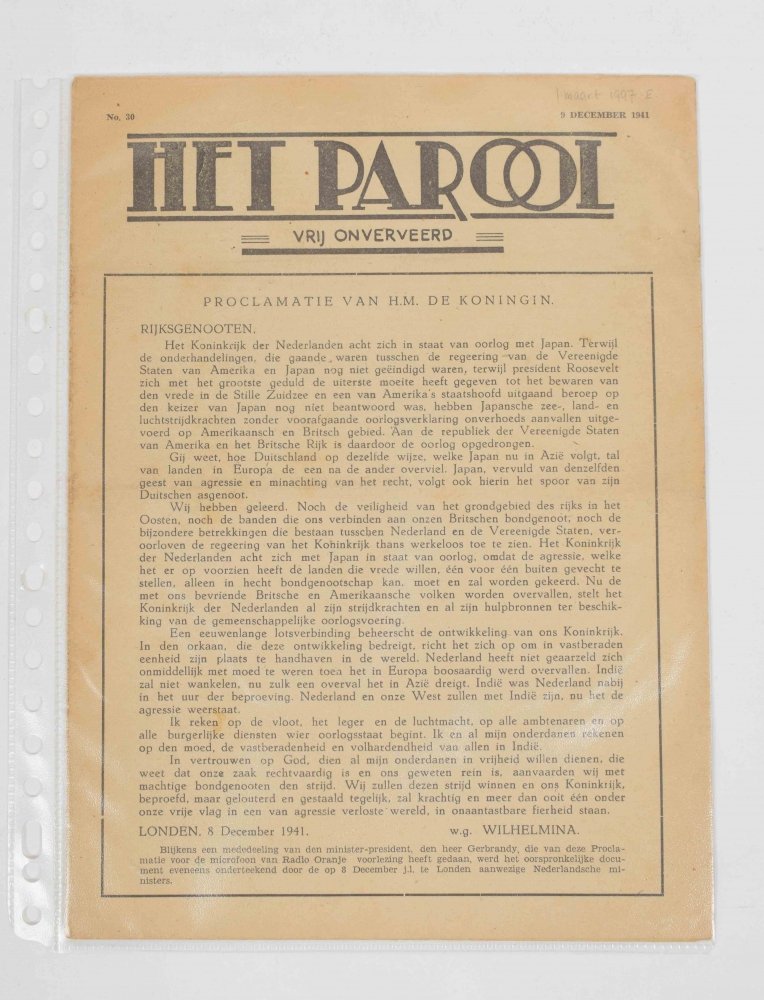 1 maart 1997 E
No. 30
9 DECEMBER 1941
HET PAROOL
VRIJ ONVERVEERD
PROCLAMATIE VAN H.M. DE KONINGIN.
RIJKSGENOOTEN,
Het Koninkrijk der Nederlanden acht zich in staat van oorlog met Japan. Terwijl
de onderhandelingen, die gaande waren tusschen de regeering van de Vereenigde
Staten van Amerika en Japan nog niet geëindigd waren, terwijl president Roosevelt
zich met het grootste geduld de uiterste moeite heeft gegeven tot het bewaren van
den vrede in de Stille Zuidzee en een van Amerika's staatshoofd uitgaand beroep op
den keizer van Japan nog niet beantwoord was, hebben Japansche zee-, land- en
luchtstrijdkrachten zonder voorafgaande oorlogsverklaring onverhoeds aanvallen uitge-
voerd op Amerikaansch en Britsch gebied. Aan de republiek der Vereenigde Staten
van Amerika en het Britsche Rijk is daardoor de oorlog opgedrongen.
Gij weet, hoe Duitschland op dezelfde wijze, welke Japan nu in Azië volgt, tal
van landen in Europa de een na de ander overviel. Japan, vervuld van denzelfden
geest van agressie en minachting van het recht, volgt ook hierin het spoor van zijn
Duitschen asgenoot.
Wij hebben geleerd. Noch de veiligheid van het grondgebied des rijks in het
Oosten, noch de banden die ons verbinden aan onzen Britschen bondgenoot, noch de
bijzondere betrekkingen die bestaan tusschen Nederland en de Vereenigde Staten, ver-
oorloven de regeering van het Koninkrijk thans werkeloos toe te zien. Het Koninkrijk
der Nederlanden acht zich met Japan in staat van oorlog, omdat de agressie, welke
het er op voorzien heeft de landen die vrede willen, één voor één buiten gevecht te
stellen, alleen in hecht bondgenootschap kan, moet en zal worden gekeerd. Nu de
met ons bevriende Britsche en Amerikaansche volken worden overvallen, stelt het
Koninkrijk der Nederlanden al zijn strijdkrachten en al zijn hulpbronnen ter beschik-
king van de gemeenschappelijke oorlogsvoering.
Een eeuwenlange lotsverbinding beheerscht de ontwikkeling van ons Koninkrijk.
In den orkaan, die deze ontwikkeling bedreigt, richt het zich op om in vastberaden
eenheid zijn plaats te handhaven in de wereld. Nederland heeft niet geaarzeld zich
onmiddellijk met moed te weren toen het in Europa boosaardig werd overvallen. Indië
zal niet wankelen, nu zulk een overval het in Azië dreigt. Indië was Nederland nabij
in het uur der beproeving. Nederland en onze West zullen met Indië zijn, nu het de
agressie weerstaat.
Ik reken op de vloot, het leger en de luchtmacht, op alle ambtenaren en op
alle burgerlijke diensten wier oorlogsstaat begint. Ik en al mijn onderdanen rekenen
op den moed, de vastberadenheid en volhardendheid van allen in Indië.
In vertrouwen op God, dien al mijn onderdanen in vrijheid willen dienen, die
weet dat onze zaak rechtvaardig is en ons geweten rein is, aanvaarden wij met
machtige bondgenooten den strijd. Wij zullen dezen strijd winnen en ons Koninkrijk,
beproefd, maar gelouterd en gestaald tegelijk, zal krachtig en meer dan ooit één onder
onze vrije vlag in een van agressie verloste wereld, in onaantastbare fierheid staan.
LONDEN, 8 December 1941. w.g. WILHELMINA.
Blijkens een mededeeling van den minister-president, den heer Gerbrandy, die van deze Procla-
matie voor de microfoon van Radio Oranje voorlezing heeft gedaan, werd het oorspronkelijke docu-
ment eveneens onderteekend door de op 8 December j.l. te Londen aanwezige Nederlandsche mi-
nisters.